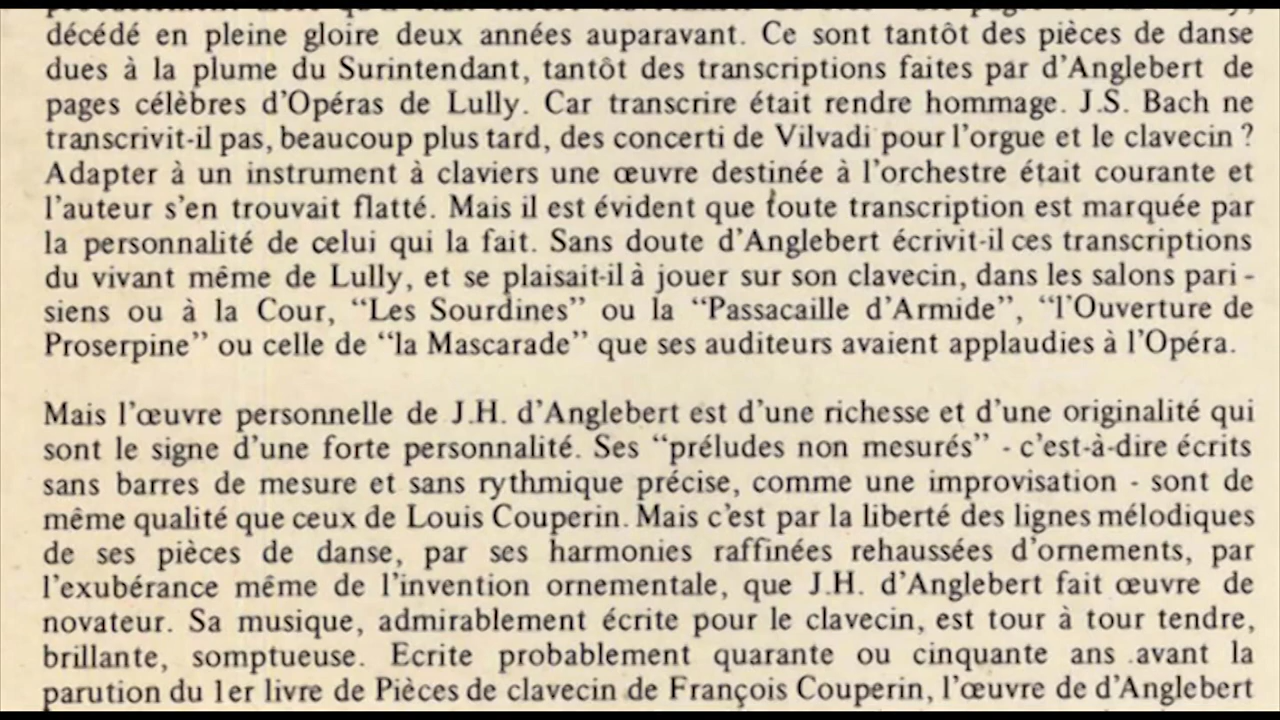 décédé en pleine gloire deux années auparavant. Ce sont tantôt des pièces de danse
dues à la plume du Surintendant, tantôt des transcriptions faites par d'Anglebert de
pages célèbres d'Opéras de Lully. Car transcrire était rendre hommage. J.S. Bach ne
transcrivit-il pas, beaucoup plus tard, des concerti de Vilvadi pour l'orgue et le clavecin ?
Adapter à un instrument à claviers une œuvre destinée à l'orchestre était courante et
l'auteur s'en trouvait flatté. Mais il est évident que toute transcription est marquée par
la personnalité de celui qui la fait. Sans doute d'Anglebert écrivit-il ces transcriptions
du vivant même de Lully, et se plaisait-il à jouer sur son clavecin, dans les salons pari -
siens ou à la Cour, “Les Sourdines” ou la “Passacaille d'Armide”, “l'Ouverture de
Proserpine” ou celle de “la Mascarade” que ses auditeurs avaient applaudies à l'Opéra.
Mais l'œuvre personnelle de J.H. d'Anglebert est d'une richesse et d'une originalité qui
sont le signe d'une forte personnalité. Ses “préludes non mesurés” - c'est-à-dire écrits
sans barres de mesure et sans rythmique précise, comme une improvisation - sont de
même qualité que ceux de Louis Couperin. Mais c'est par la liberté des lignes mélodiques
de ses pièces de danse, par ses harmonies raffinées rehaussées d'ornements, par
l'exubérance même de l'invention ornementale, que J.H. d'Anglebert fait œuvre de
novateur. Sa musique, admirablement écrite pour le clavecin, est tour à tour tendre,
brillante, somptueuse. Ecrite probablement quarante ou cinquante ans avant la
parution du 1er livre de Pièces de clavecin de François Couperin, l'œuvre de d'Anglebert